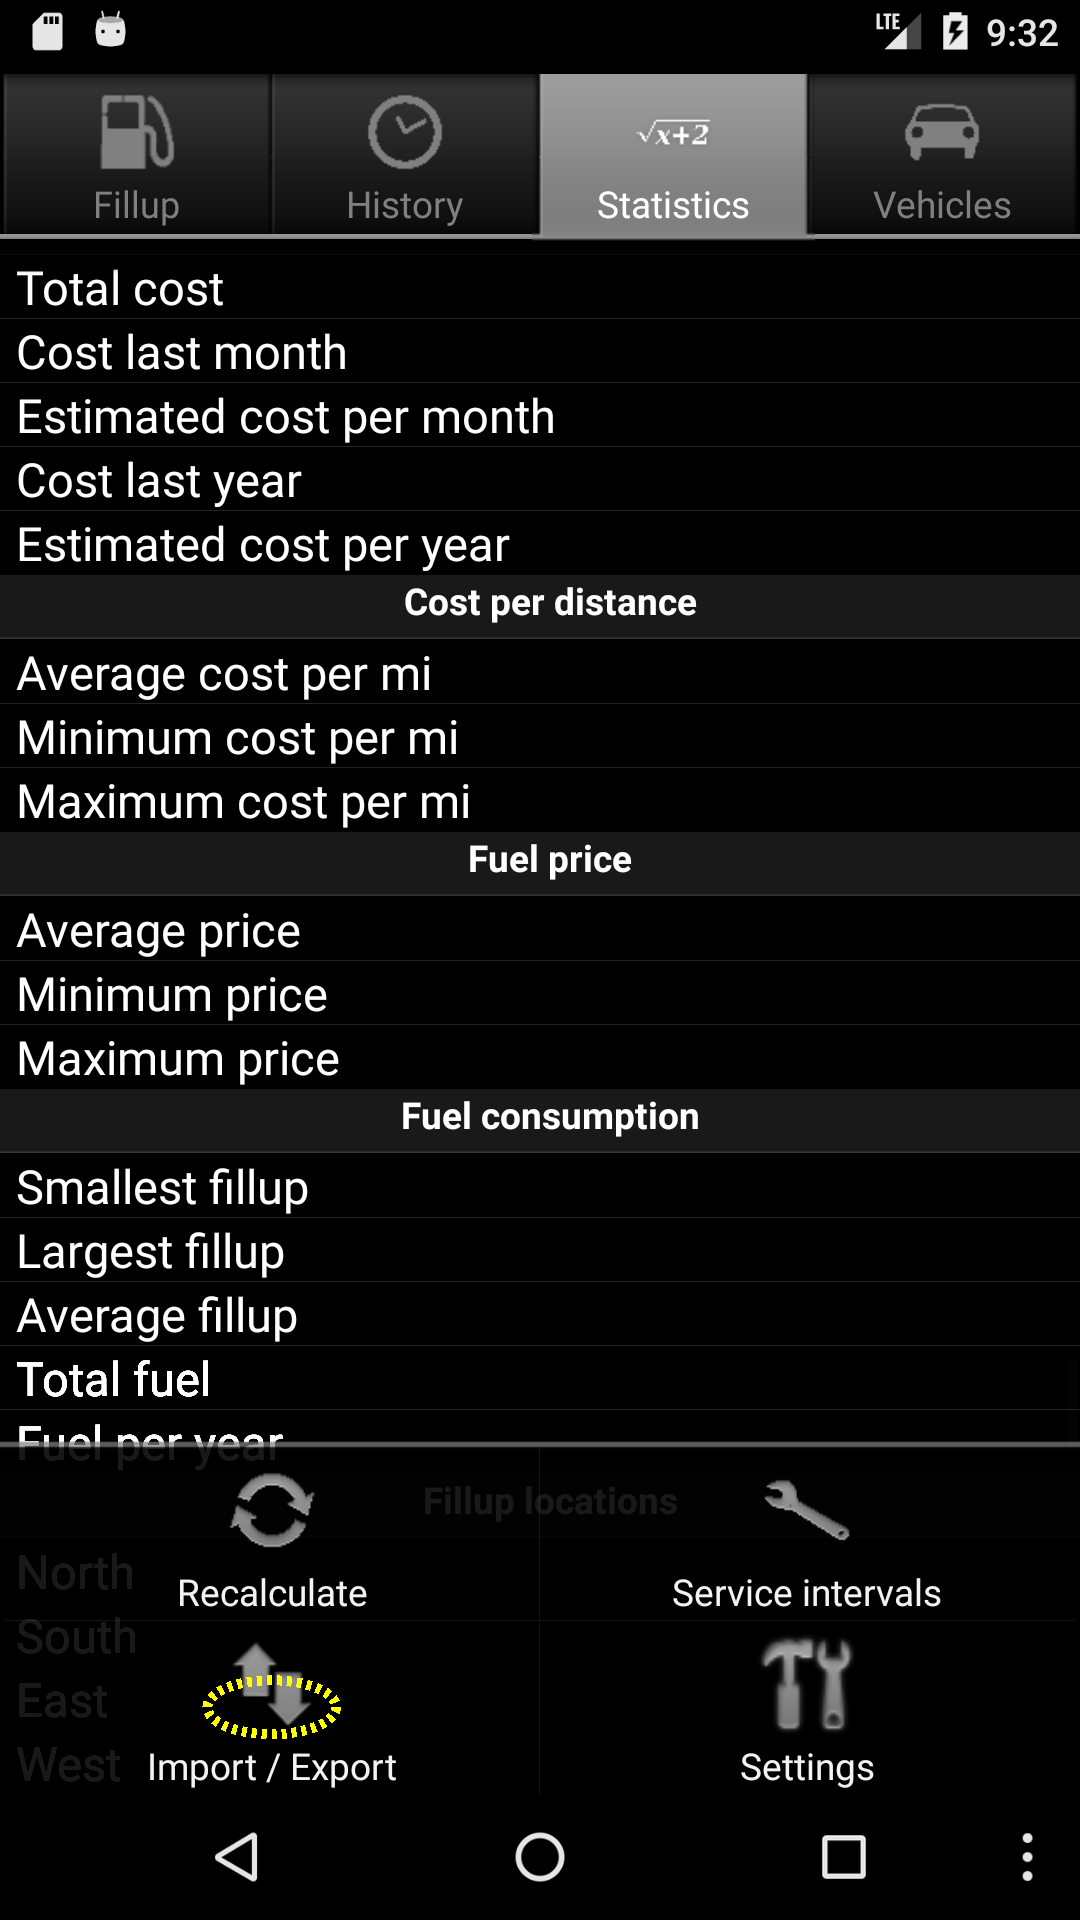 LTE 9:32
√x+2
Fillup History Statistics Vehicles
Total cost
Cost last month
Estimated cost per month
Cost last year
Estimated cost per year
Cost per distance
Average cost per mi
Minimum cost per mi
Maximum cost per mi
Fuel price
Average price
Minimum price
Maximum price
Fuel consumption
Smallest fillup
Largest fillup
Average fillup
Total fuel
Fuel per year
Fillup locations
North
Recalculate Service intervals
South
East
West
Import / Export Settings